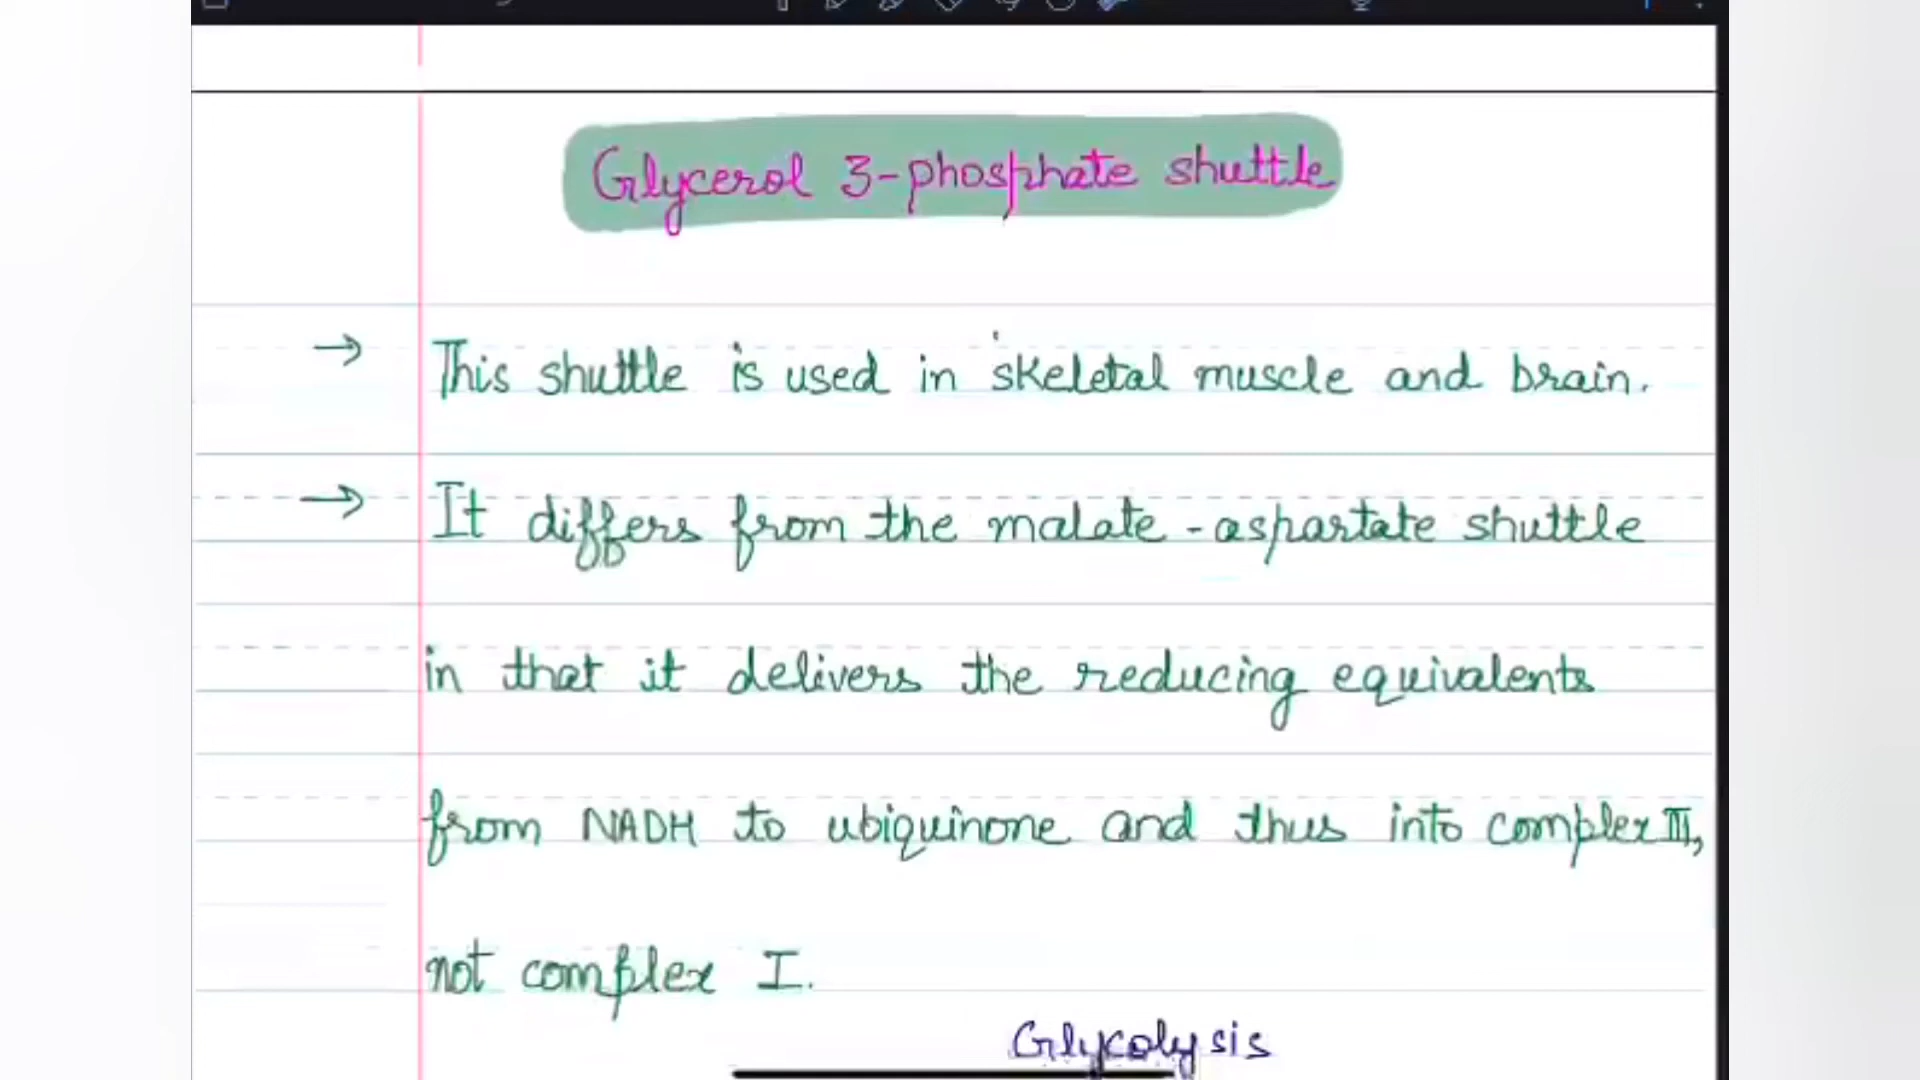 Glycerol 3-phosphate shuttle
→ This shuttle is used in skeletal muscle and brain.
→ It differs from the malate-aspartate shuttle
in that it delivers the reducing equivalents
from NADH to ubiquinone and thus into complex III,
not complex I.
Glycolysis